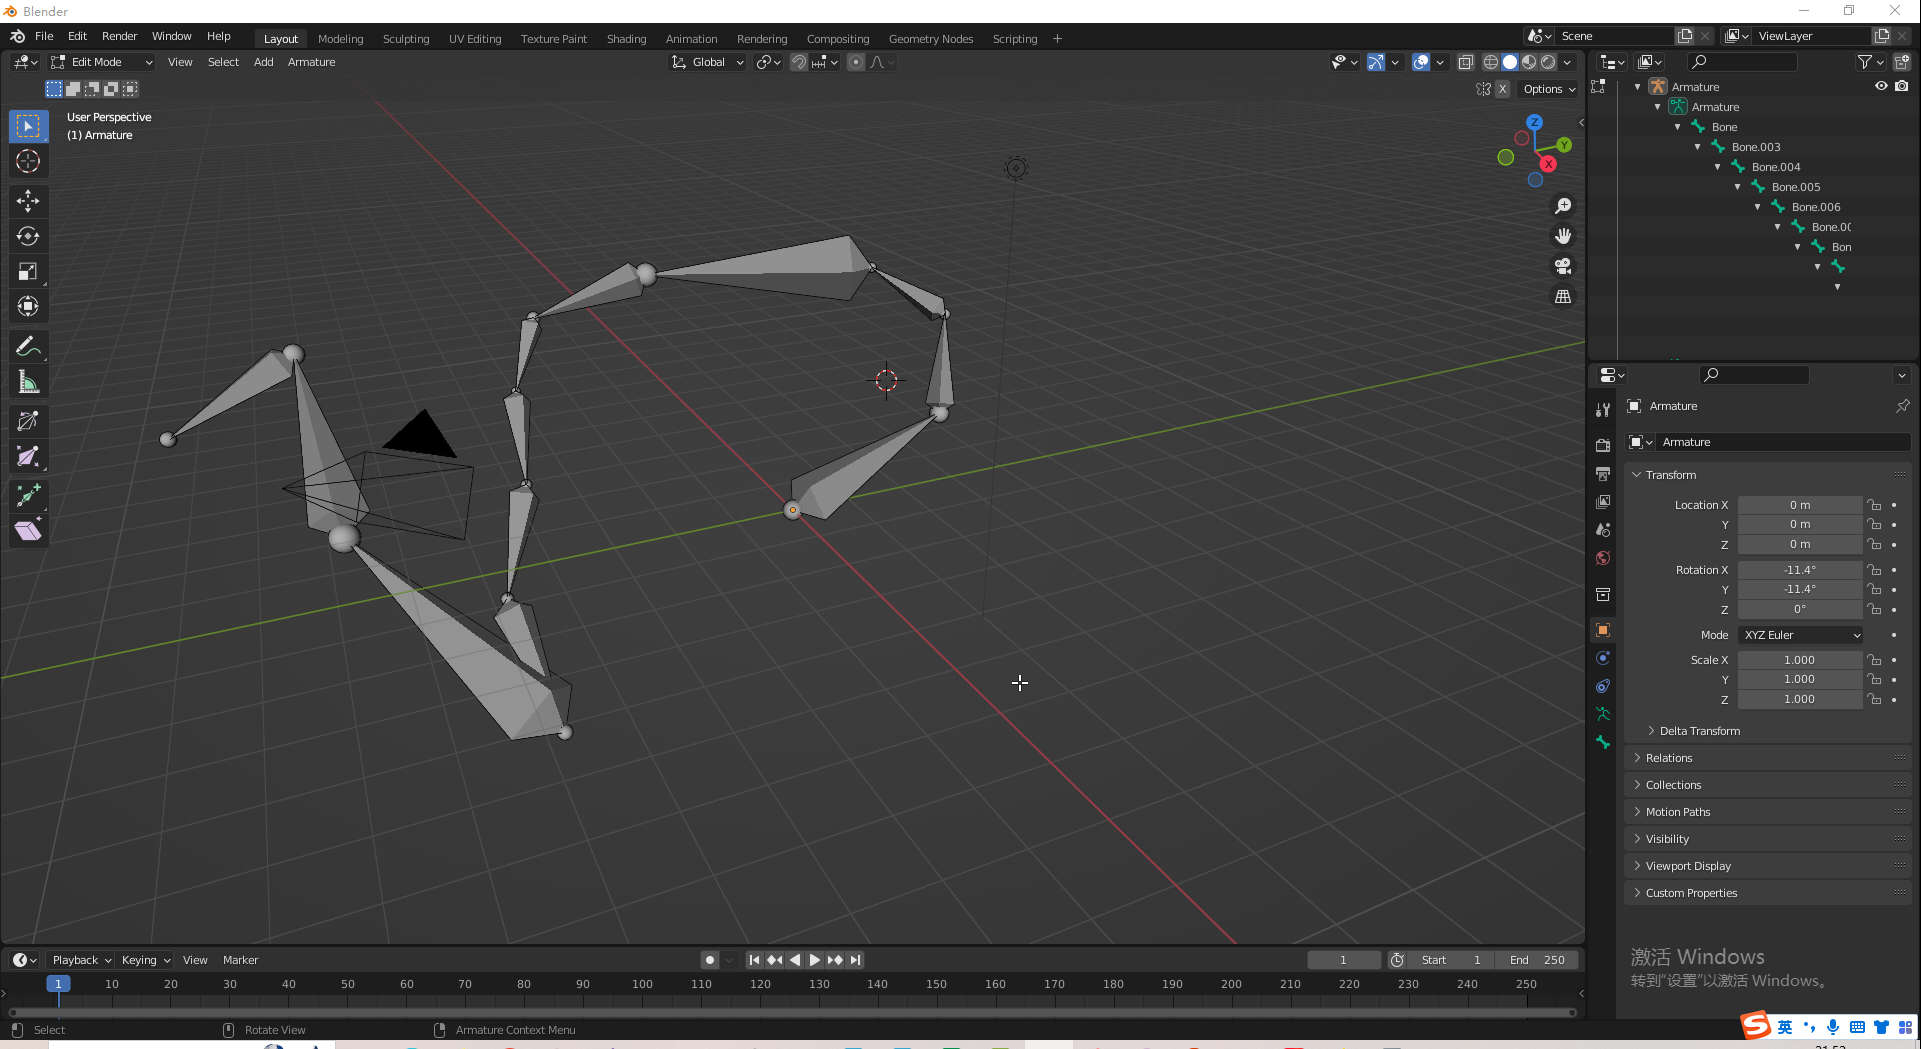 Blender
File Edit Render Window Help Layout Modeling Sculpting UV Editing Texture Paint Shading Animation Rendering Compositing Geometry Nodes Scripting + Scene ViewLayer
Edit Mode View Select Add Armature Global
X Options
User Perspective
(1) Armature
Z
Y
X
Armature
Armature
Bone
Bone.003
Bone.004
Bone.005
Bone.006
Bone.00
Bon
Armature
Armature
Transform
Location X 0 m
Y 0 m
Z 0 m
Rotation X -11.4°
Y -11.4°
Z 0°
Mode XYZ Euler
Scale X 1.000
Y 1.000
Z 1.000
Delta Transform
Relations
Collections
Motion Paths
Visibility
Viewport Display
Custom Properties
激活 Windows
转到"设置"以激活 Windows。
Playback Keying View Marker 1 Start 1 End 250
1 10 20 30 40 50 60 70 80 90 100 110 120 130 140 150 160 170 180 190 200 210 220 230 240 250
Select Rotate View Armature Context Menu
S 英